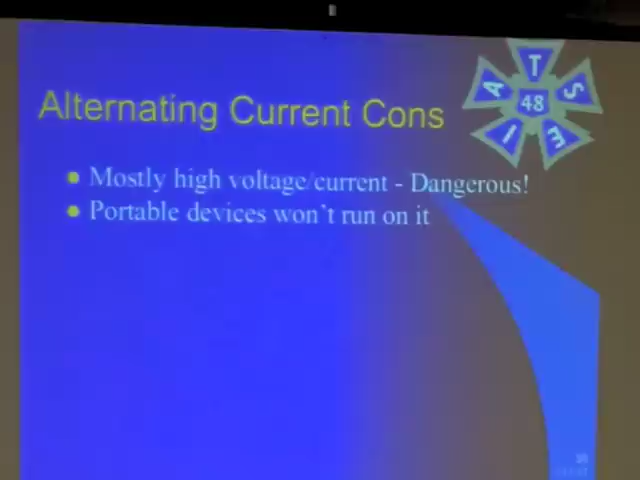 Alternating Current Cons
Mostly high voltage/current - Dangerous!
Portable devices won't run on it
I A T S E
48